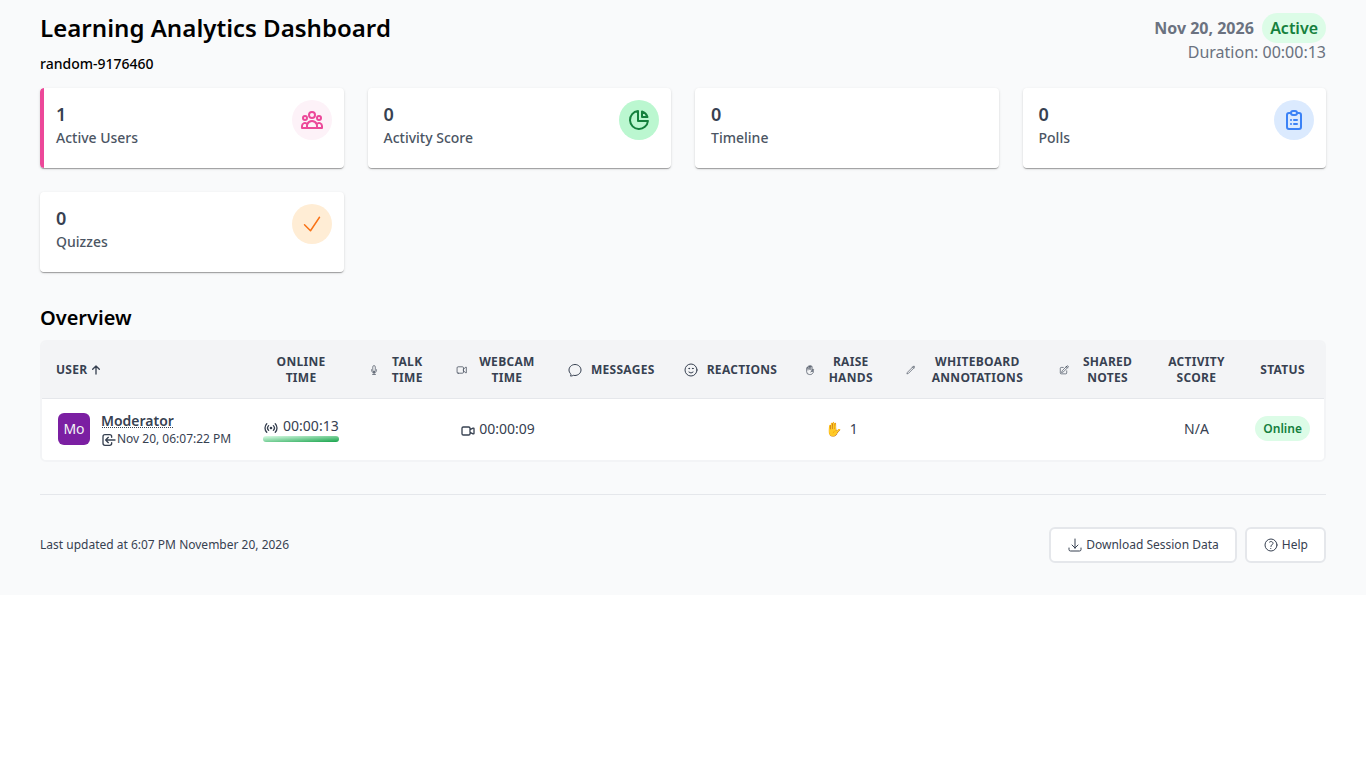 Learning Analytics Dashboard
Nov 20, 2026 Active
Duration: 00:00:13
random-9176460
1
Active Users
0
Activity Score
0
Timeline
0
Polls
0
Quizzes
Overview
USER
ONLINE TIME
TALK TIME
WEBCAM TIME
MESSAGES
REACTIONS
RAISE HANDS
WHITEBOARD ANNOTATIONS
SHARED NOTES
ACTIVITY SCORE
STATUS
Mo
Moderator
Nov 20, 06:07:22 PM
00:00:13
00:00:09
1
N/A
Online
Last updated at 6:07 PM November 20, 2026
Download Session Data
Help